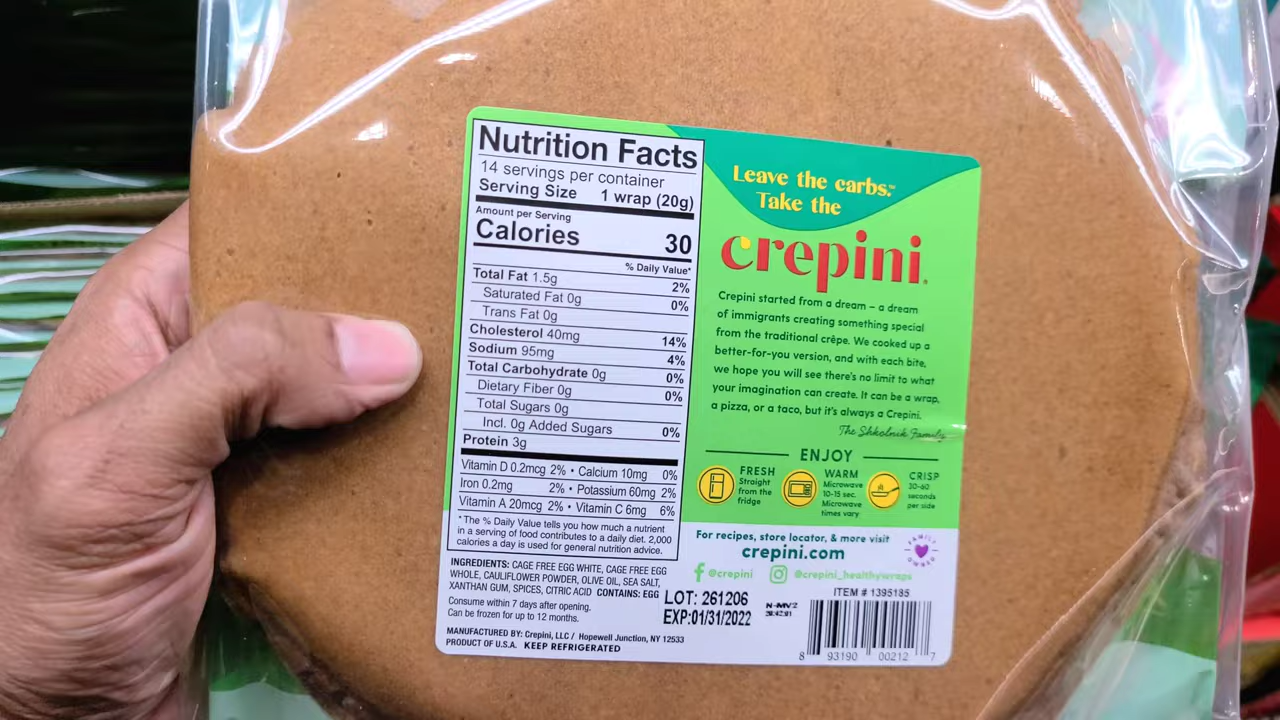 Nutrition Facts
14 servings per container
Serving Size 1 wrap (20g)
Amount per Serving
Calories 30
% Daily Value*
Total Fat 1.5g 2%
Saturated Fat 0g 0%
Trans Fat 0g
Cholesterol 40mg 14%
Sodium 95mg 4%
Total Carbohydrate 0g 0%
Dietary Fiber 0g 0%
Total Sugars 0g
Incl. 0g Added Sugars 0%
Protein 3g
Vitamin D 0.2mcg 2% • Calcium 10mg 0%
Iron 0.2mg 2% • Potassium 60mg 2%
Vitamin A 20mcg 2% • Vitamin C 6mg 6%
*The % Daily Value tells you how much a nutrient
in a serving of food contributes to a daily diet. 2,000
calories a day is used for general nutrition advice.
INGREDIENTS: CAGE FREE EGG WHITE, CAGE FREE EGG
WHOLE, CAULIFLOWER POWDER, OLIVE OIL, SEA SALT,
XANTHAN GUM, SPICES, CITRIC ACID CONTAINS: EGG
Consume within 7 days after opening.
Can be frozen for up to 12 months.
MANUFACTURED BY: Crepini, LLC / Hopewell Junction, NY 12533
PRODUCT OF U.S.A. KEEP REFRIGERATED
Leave the carbs.™
Take the
crepini®
Crepini started from a dream – a dream
of immigrants creating something special
from the traditional crêpe. We cooked up a
better-for-you version, and with each bite,
we hope you will see there's no limit to what
your imagination can create. It can be a wrap,
a pizza, or a taco, but it's always a Crepini.
The Shkolnik Family
ENJOY
FRESH
Straight
from the
fridge
WARM
Microwave
10-15 sec.
Microwave
times vary
CRISP
30-60
seconds
per side
For recipes, store locator, & more visit
crepini.com
FAMILY
OWNED
@crepini @crepini_healthywraps
LOT: 261206
EXP:01/31/2022
N-MV2
ITEM # 1395185
8 93190 00212 7